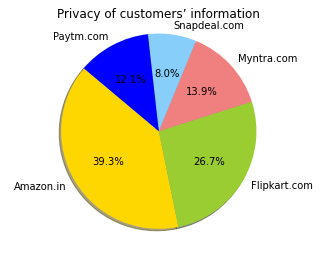 Privacy of customers’ information
Snapdeal.com
Paytm.com
Myntra.com
8.0%
12.1%
13.9%
39.3%
26.7%
Amazon.in
Flipkart.com